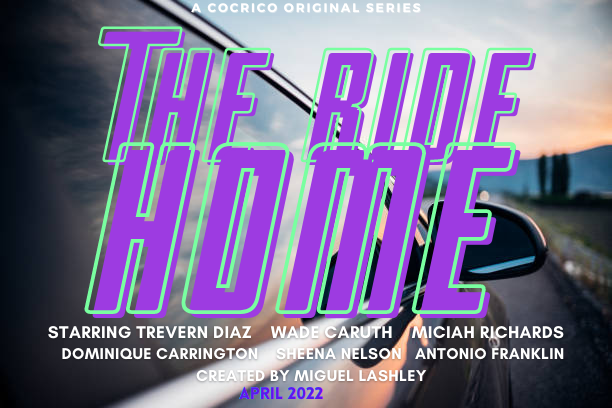 A COCRICO ORIGINAL SERIES
THE RIDE
HOME
STARRING TREVERN DIAZ WADE CARUTH MICIAH RICHARDS
DOMINIQUE CARRINGTON SHEENA NELSON ANTONIO FRANKLIN
CREATED BY MIGUEL LASHLEY
APRIL 2022